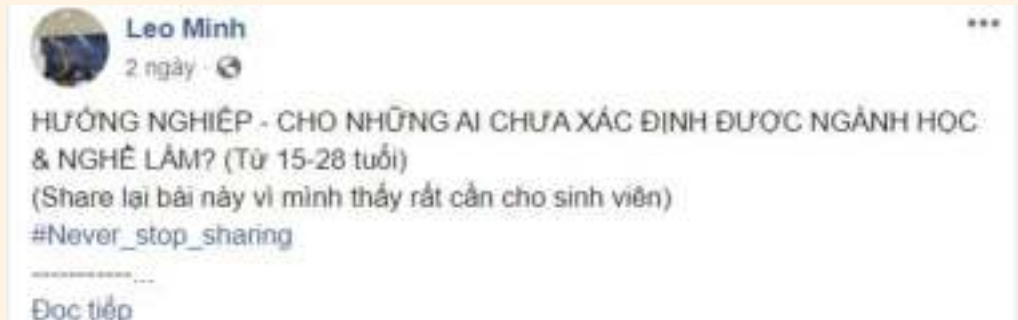 Leo Minh
2 ngày
HƯỚNG NGHIỆP - CHO NHỮNG AI CHƯA XÁC ĐỊNH ĐƯỢC NGÀNH HỌC
& NGHỀ LÀM? (Từ 15-28 tuổi)
(Share lại bài này vì mình thấy rất cần cho sinh viên)
#Never_stop_sharing
-----------...
Đọc tiếp